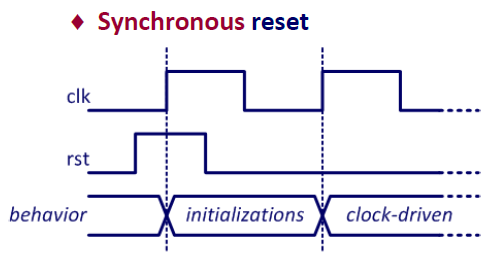 ♦ Synchronous reset
clk
rst
behavior initializations clock-driven